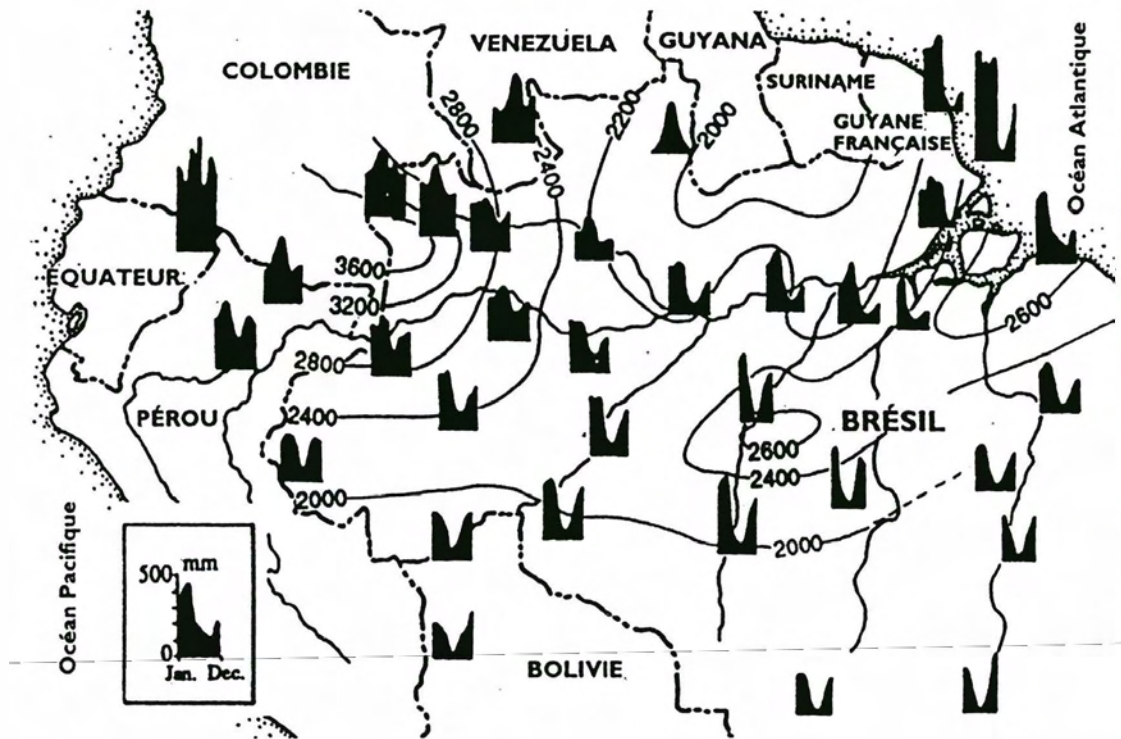 VENEZUELA
GUYANA
COLOMBIE
SURINAME
GUYANE
FRANÇAISE
Océan Atlantique
2800
2400
2200
2000
ÉQUATEUR
3600
3200
2800
2400
2000
PÉROU
2600
BRÉSIL
2600
2400
2000
Océan Pacifique
500
mm
0
Jan. Dec.
BOLIVIE